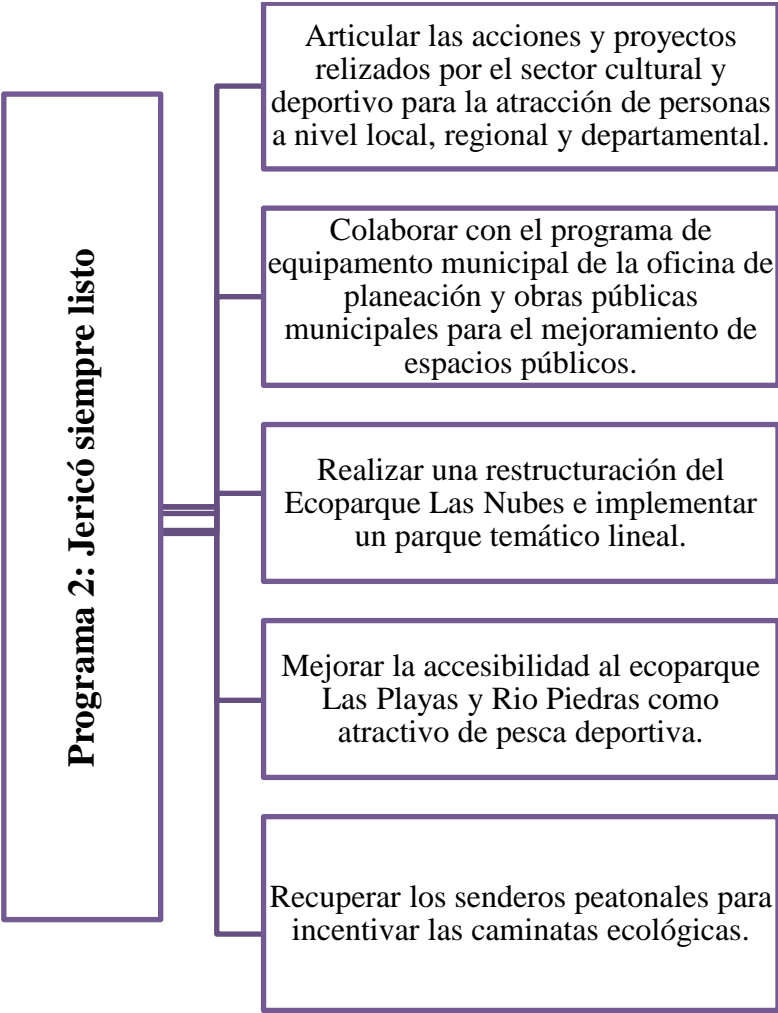 Programa 2: Jericó siempre listo
Articular las acciones y proyectos
relizados por el sector cultural y
deportivo para la atracción de personas
a nivel local, regional y departamental.
Colaborar con el programa de
equipamento municipal de la oficina de
planeación y obras públicas
municipales para el mejoramiento de
espacios públicos.
Realizar una restructuración del
Ecoparque Las Nubes e implementar
un parque temático lineal.
Mejorar la accesibilidad al ecoparque
Las Playas y Rio Piedras como
atractivo de pesca deportiva.
Recuperar los senderos peatonales para
incentivar las caminatas ecológicas.